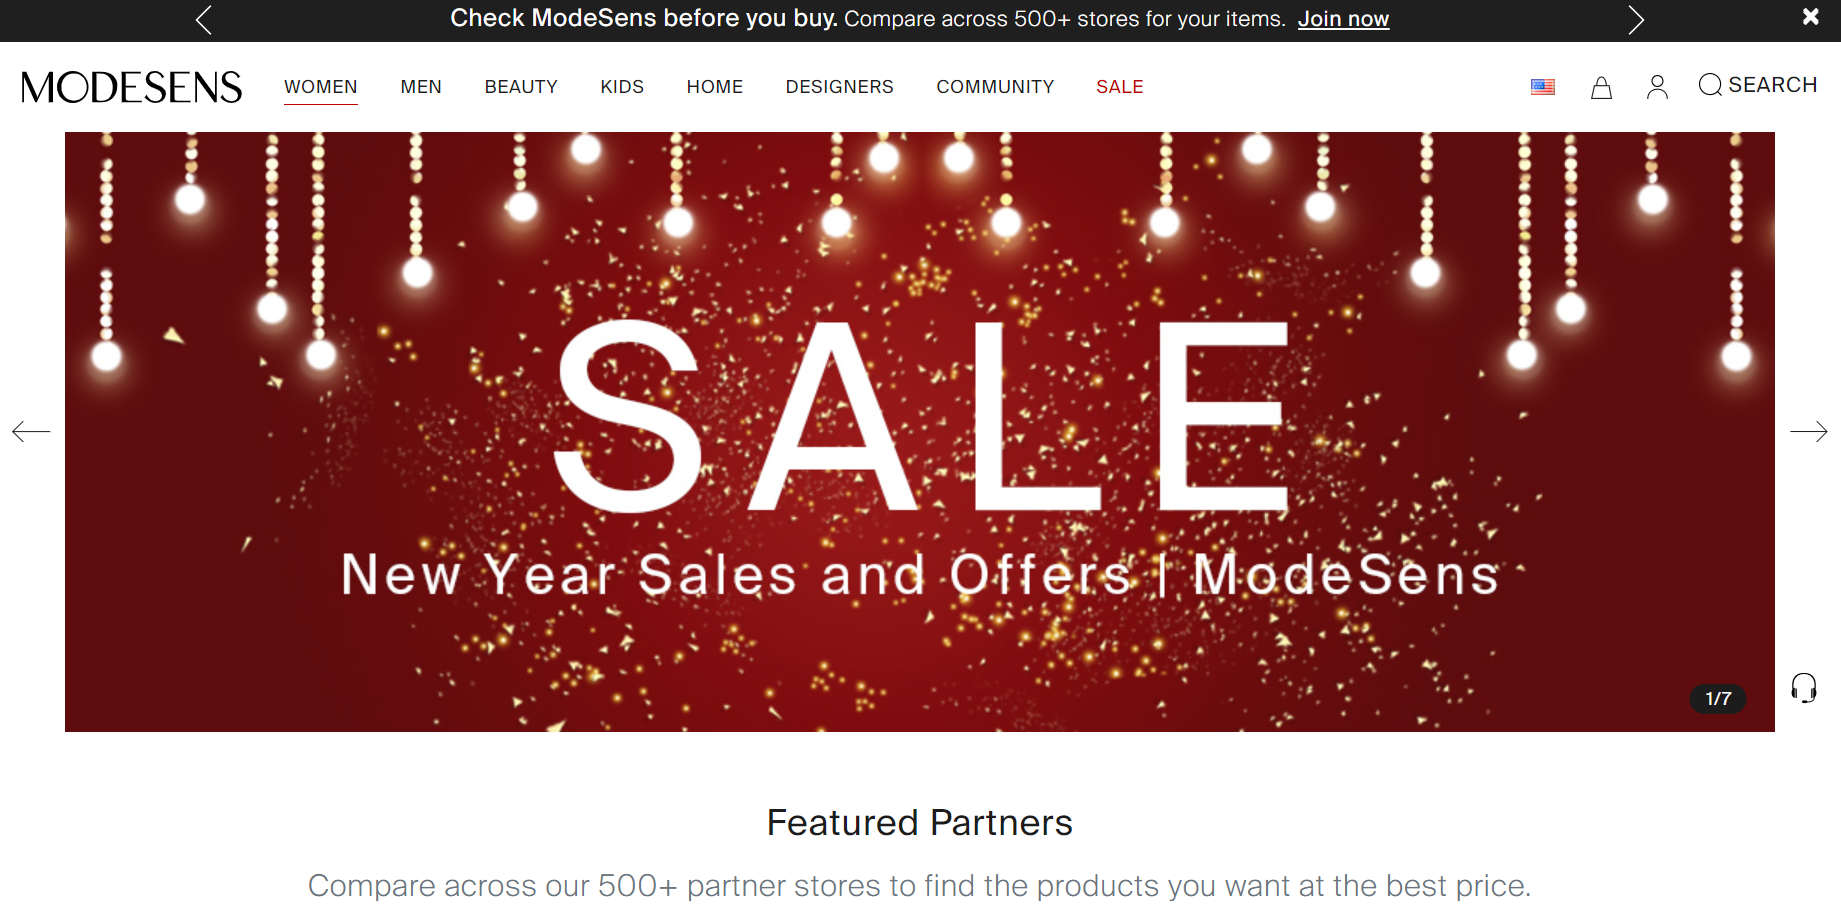 Check ModeSens before you buy. Compare across 500+ stores for your items. Join now
MODESENS WOMEN MEN BEAUTY KIDS HOME DESIGNERS COMMUNITY SALE SEARCH
SALE
New Year Sales and Offers | ModeSens
1/7
Featured Partners
Compare across our 500+ partner stores to find the products you want at the best price.